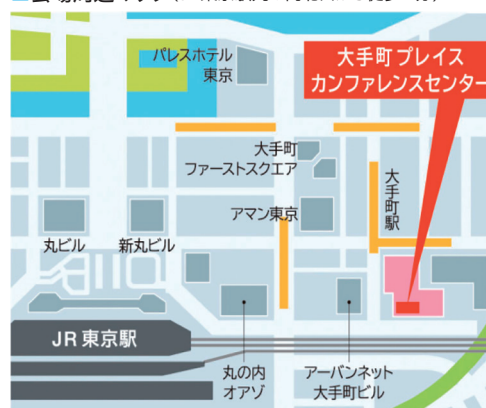 パレスホテル
東京
大手町プレイス
カンファレンスセンター
大手町
ファーストスクエア
大手町駅
アマン東京
丸ビル
新丸ビル
JR東京駅
丸の内
オアゾ
アーバンネット
大手町ビル